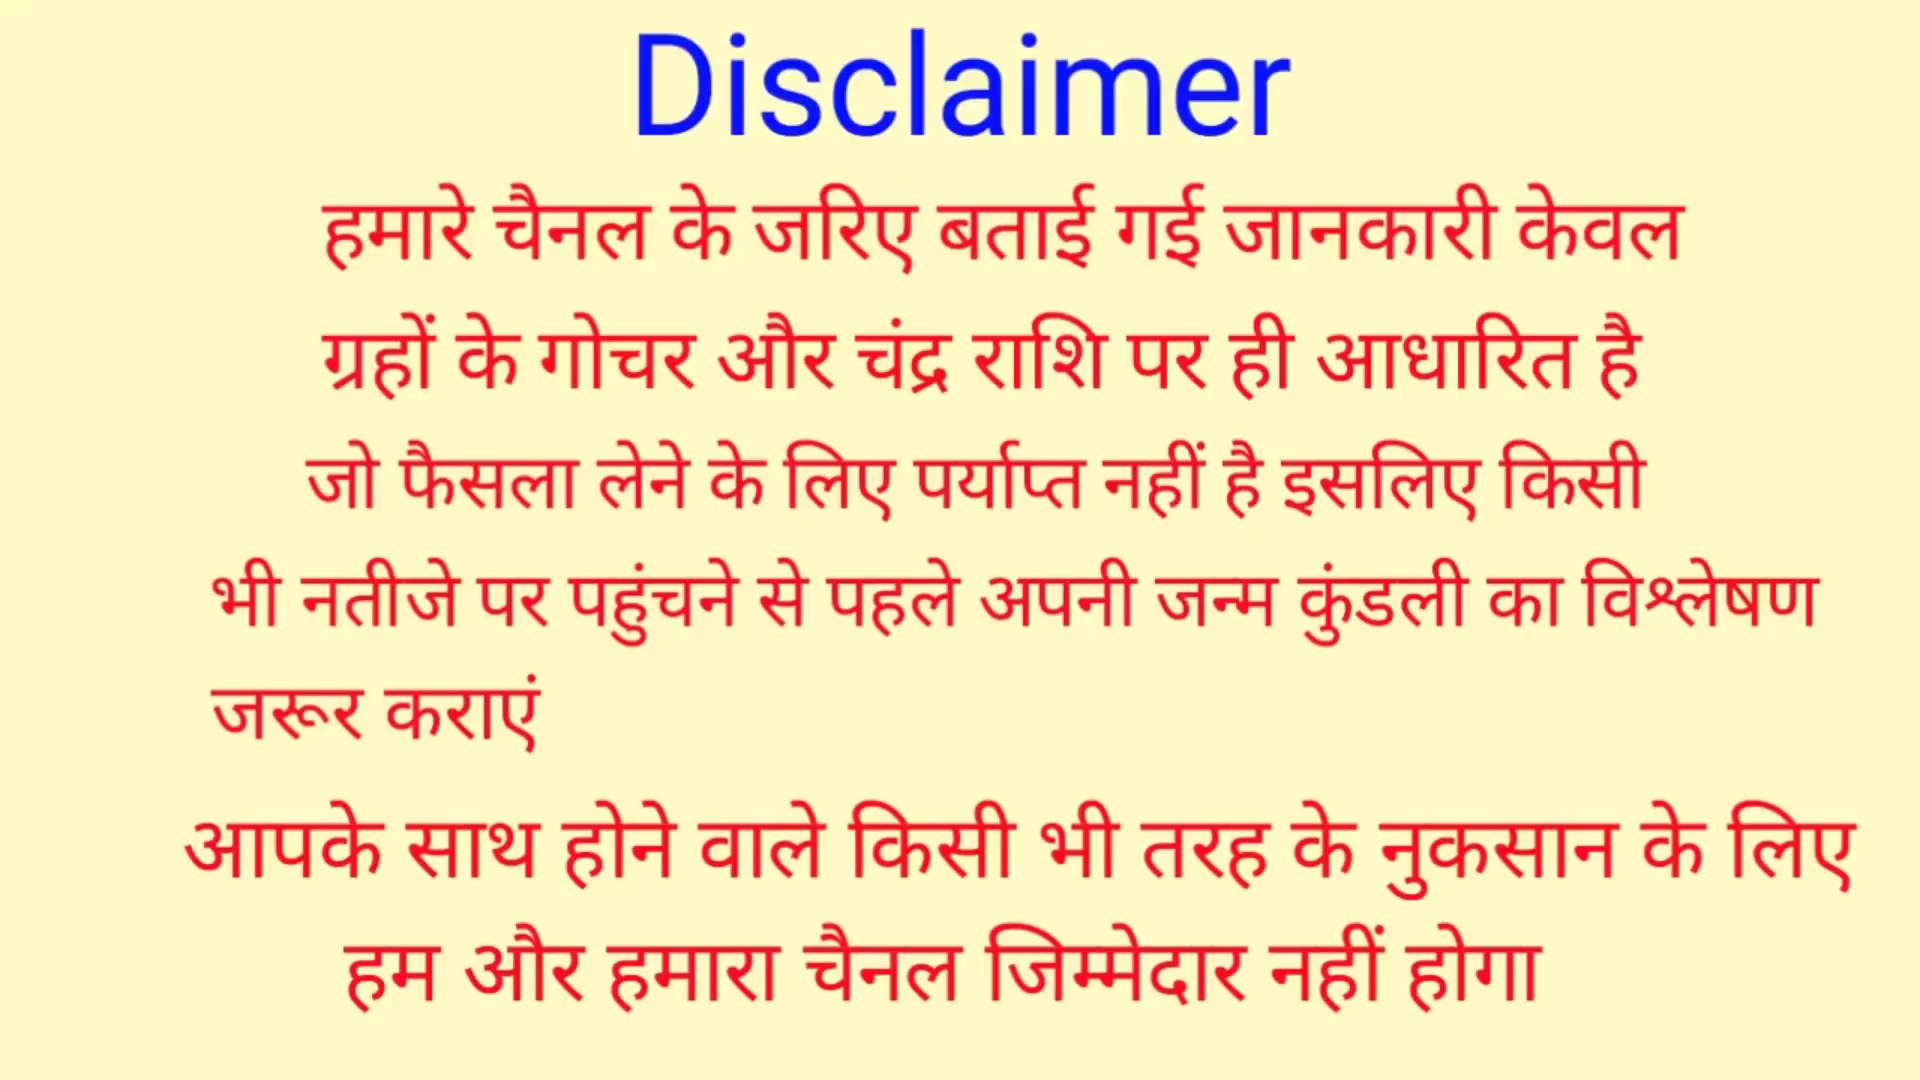 Disclaimer
हमारे चैनल के जरिए बताई गई जानकारी केवल
ग्रहों के गोचर और चंद्र राशि पर ही आधारित है
जो फैसला लेने के लिए पर्याप्त नहीं है इसलिए किसी
भी नतीजे पर पहुंचने से पहले अपनी जन्म कुंडली का विश्लेषण
जरूर कराएं
आपके साथ होने वाले किसी भी तरह के नुकसान के लिए
हम और हमारा चैनल जिम्मेदार नहीं होगा